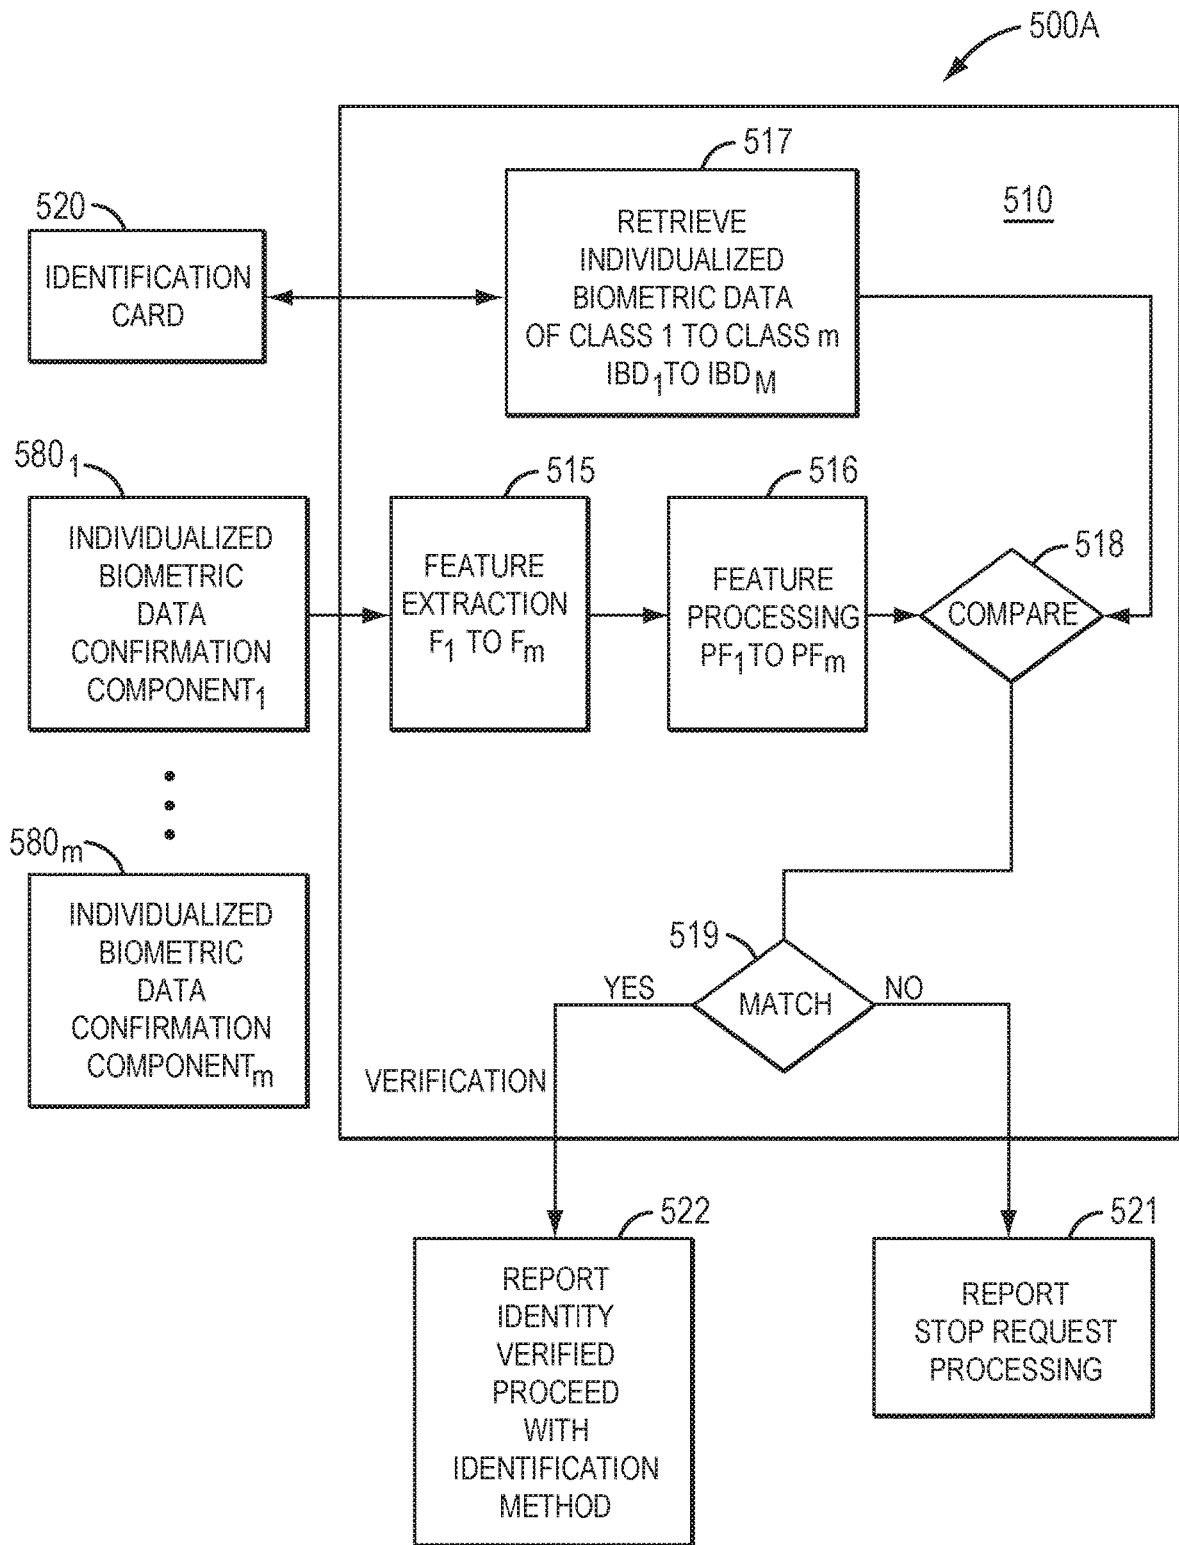 500A
517
510
RETRIEVE
INDIVIDUALIZED
BIOMETRIC DATA
OF CLASS 1 TO CLASS m
IBD1 TO IBDM
520
IDENTIFICATION
CARD
5801
INDIVIDUALIZED
BIOMETRIC
DATA
CONFIRMATION
COMPONENT1
515
FEATURE
EXTRACTION
F1 TO Fm
516
FEATURE
PROCESSING
PF1 TO PFm
518
COMPARE
580m
INDIVIDUALIZED
BIOMETRIC
DATA
CONFIRMATION
COMPONENTm
519
YES
MATCH
NO
VERIFICATION
522
REPORT
IDENTITY
VERIFIED
PROCEED
WITH
IDENTIFICATION
METHOD
521
REPORT
STOP REQUEST
PROCESSING